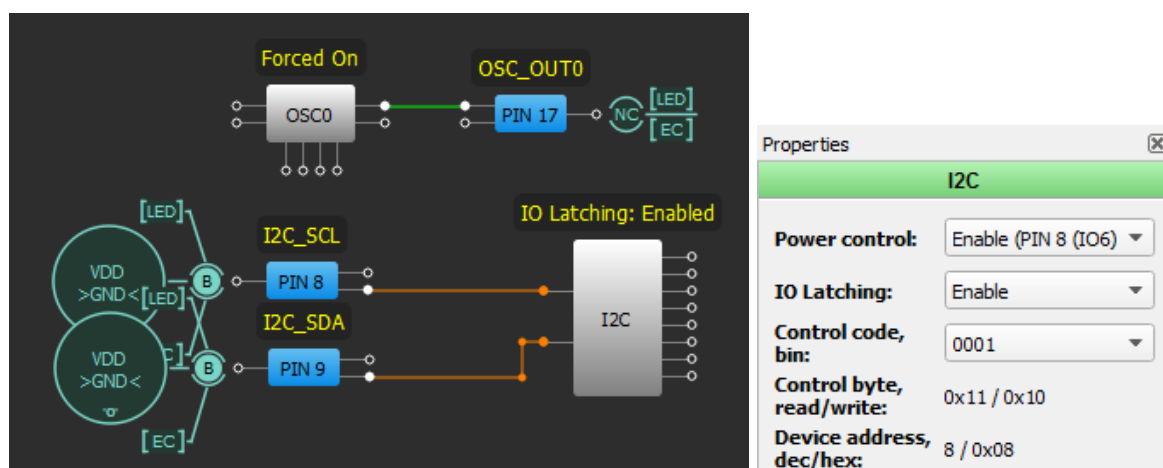 Forced On
OSC_OUT0
OSC0
PIN 17
NC
[LED]
[EC]
IO Latching: Enabled
[LED]
I2C_SCL
VDD
>GND<
B
PIN 8
[LED]
I2C_SDA
I2C
VDD
>GND<
"0"
C]
B
PIN 9
[EC]
Properties
I2C
Power control:
Enable (PIN 8 (IO6)
IO Latching:
Enable
Control code,
bin:
0001
Control byte,
read/write:
0x11 / 0x10
Device address,
dec/hex:
8 / 0x08